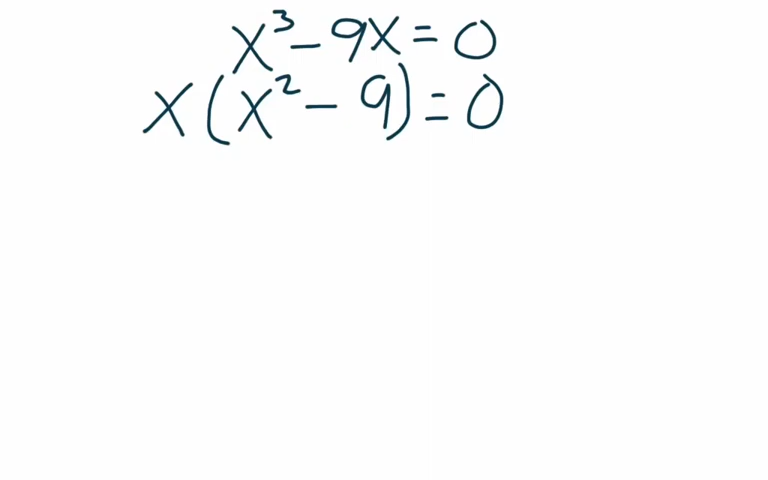 x³ - 9x = 0
x(x² - 9) = 0